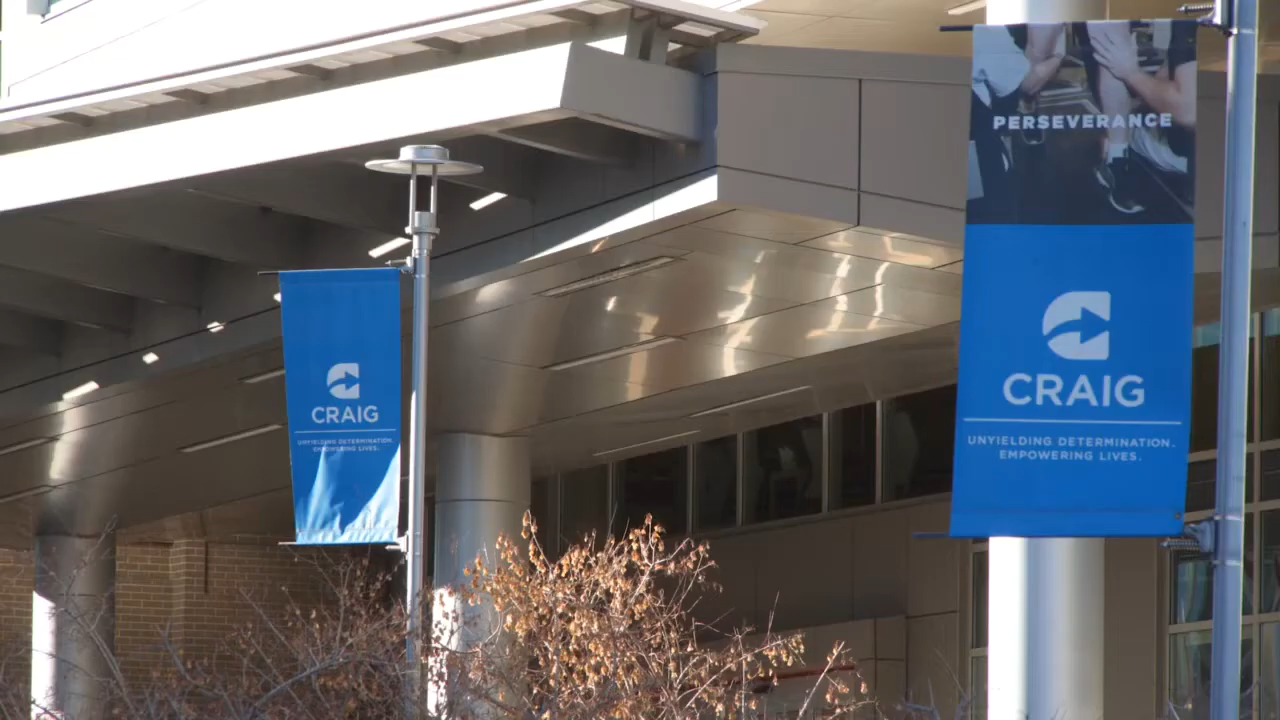 CRAIG
UNYIELDING DETERMINATION.
EMPOWERING LIVES.
PERSEVERANCE
CRAIG
UNYIELDING DETERMINATION.
EMPOWERING LIVES.